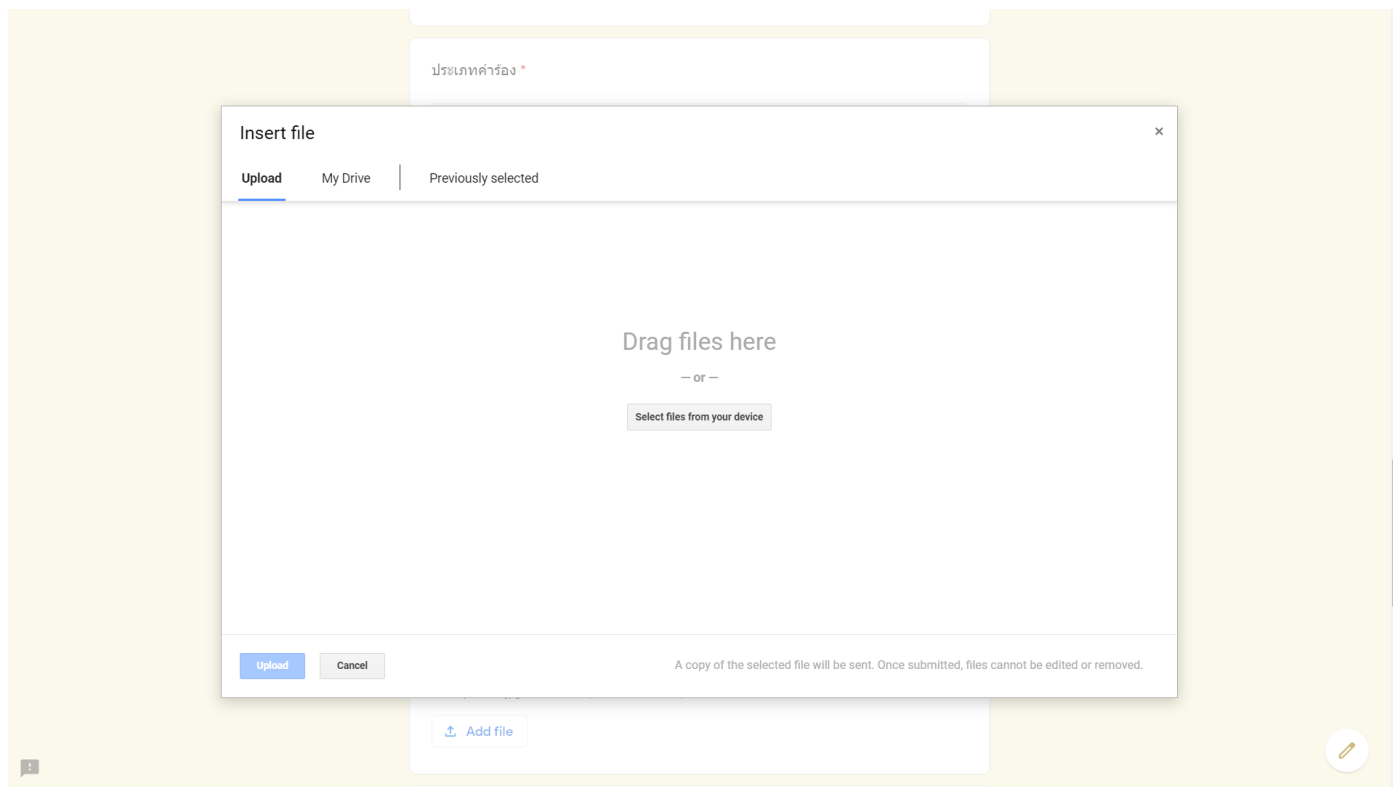 ประเภทคำร้อง *
Insert file
×
Upload My Drive Previously selected
Drag files here
— or —
Select files from your device
Upload Cancel A copy of the selected file will be sent. Once submitted, files cannot be edited or removed.
Add file